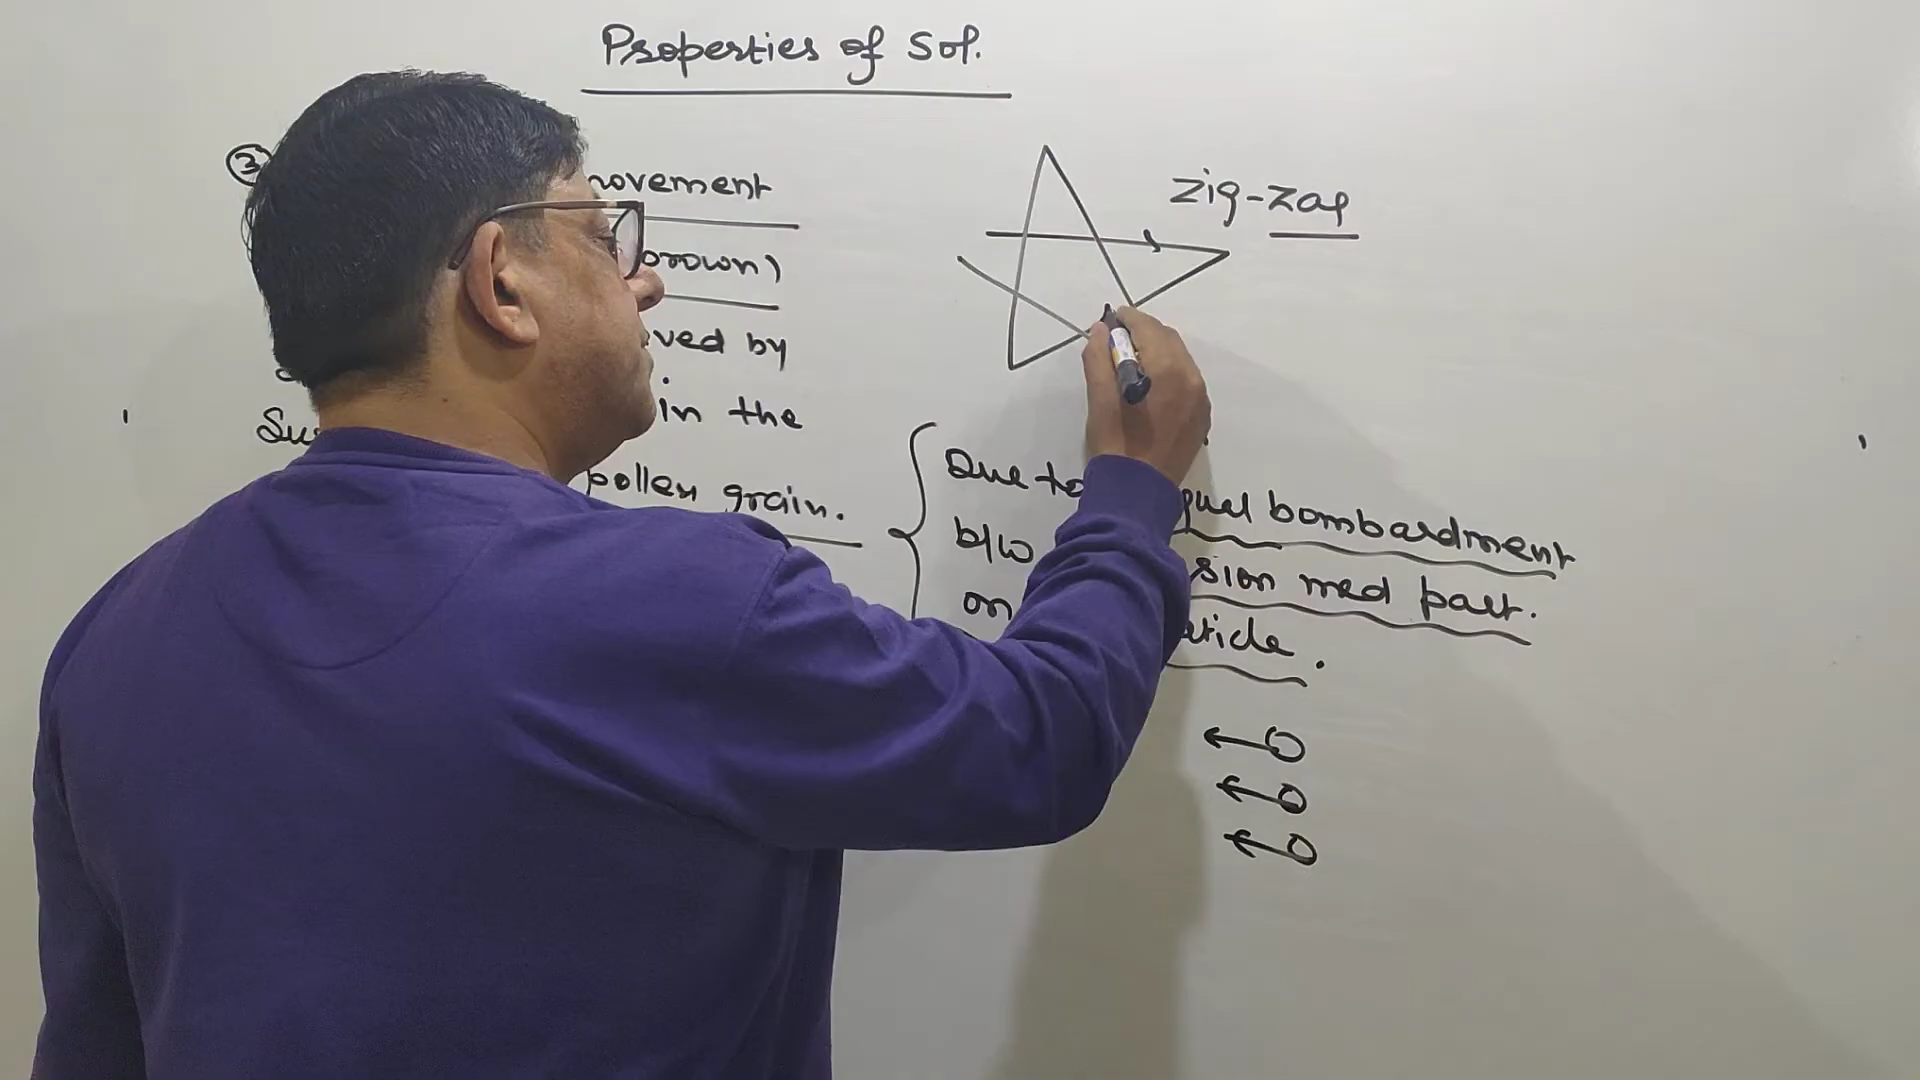 Properties of Sol.
3
movement
brown)
ved by
in the
pollen grain.
zig-zag
Due to qual bombardment
b/w sion med part.
on ticle.